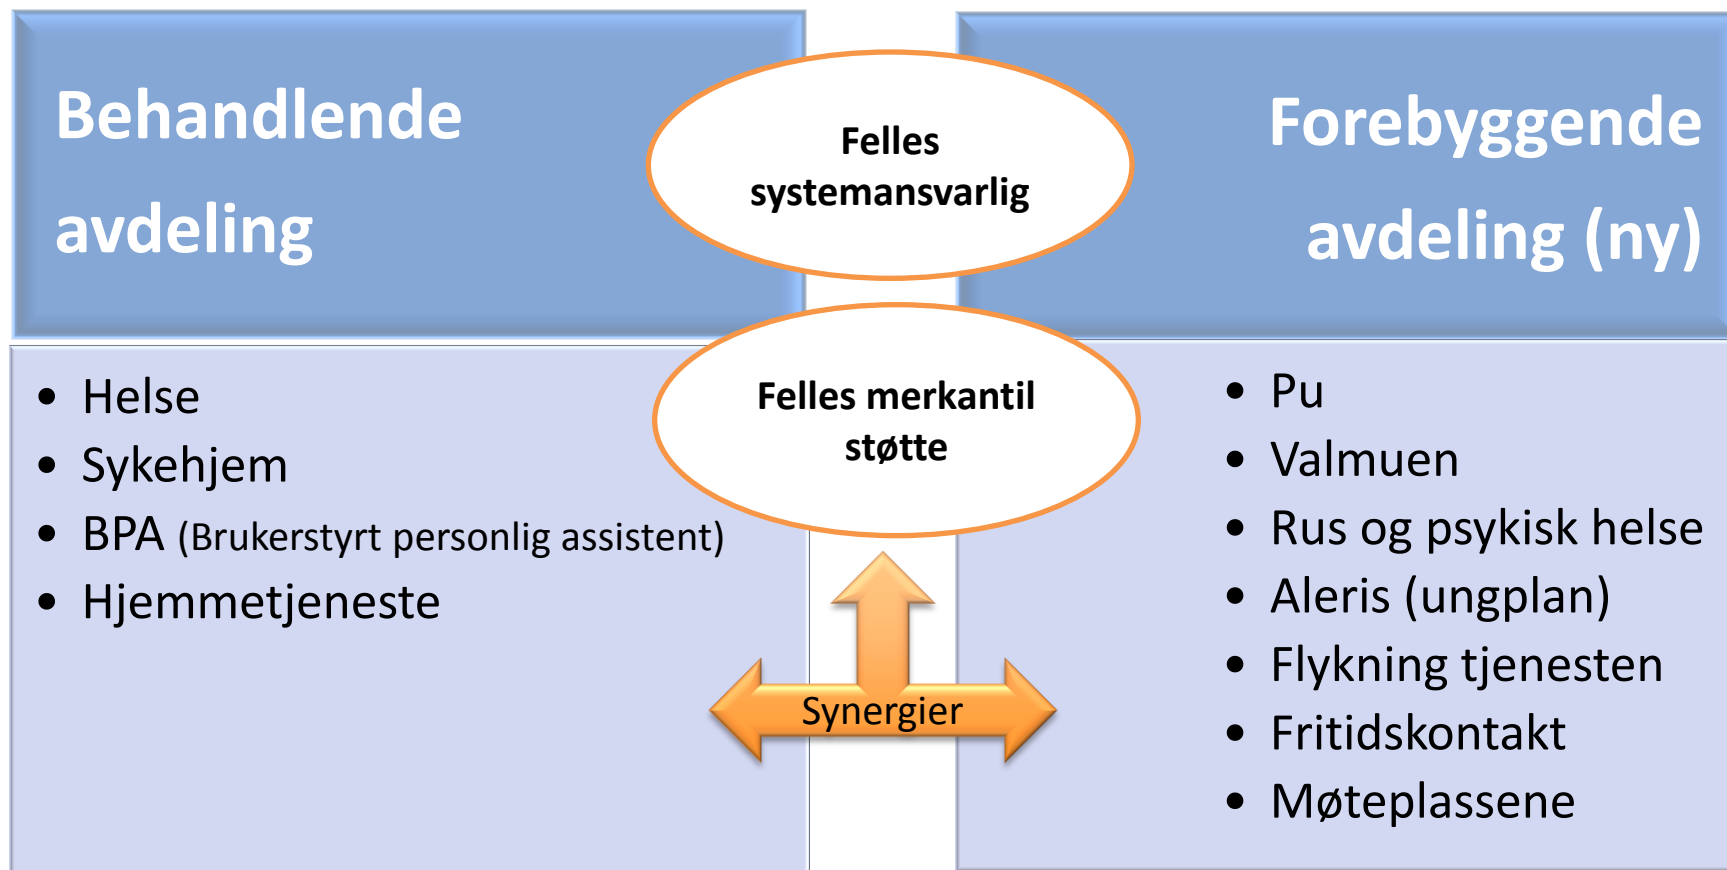 Behandlende
avdeling
Felles
systemansvarlig
Forebyggende
avdeling (ny)
Felles merkantil
støtte
• Helse
• Sykehjem
• BPA (Brukerstyrt personlig assistent)
• Hjemmetjeneste
Synergier
• Pu
• Valmuen
• Rus og psykisk helse
• Aleris (ungplan)
• Flykning tjenesten
• Fritidskontakt
• Møteplassene